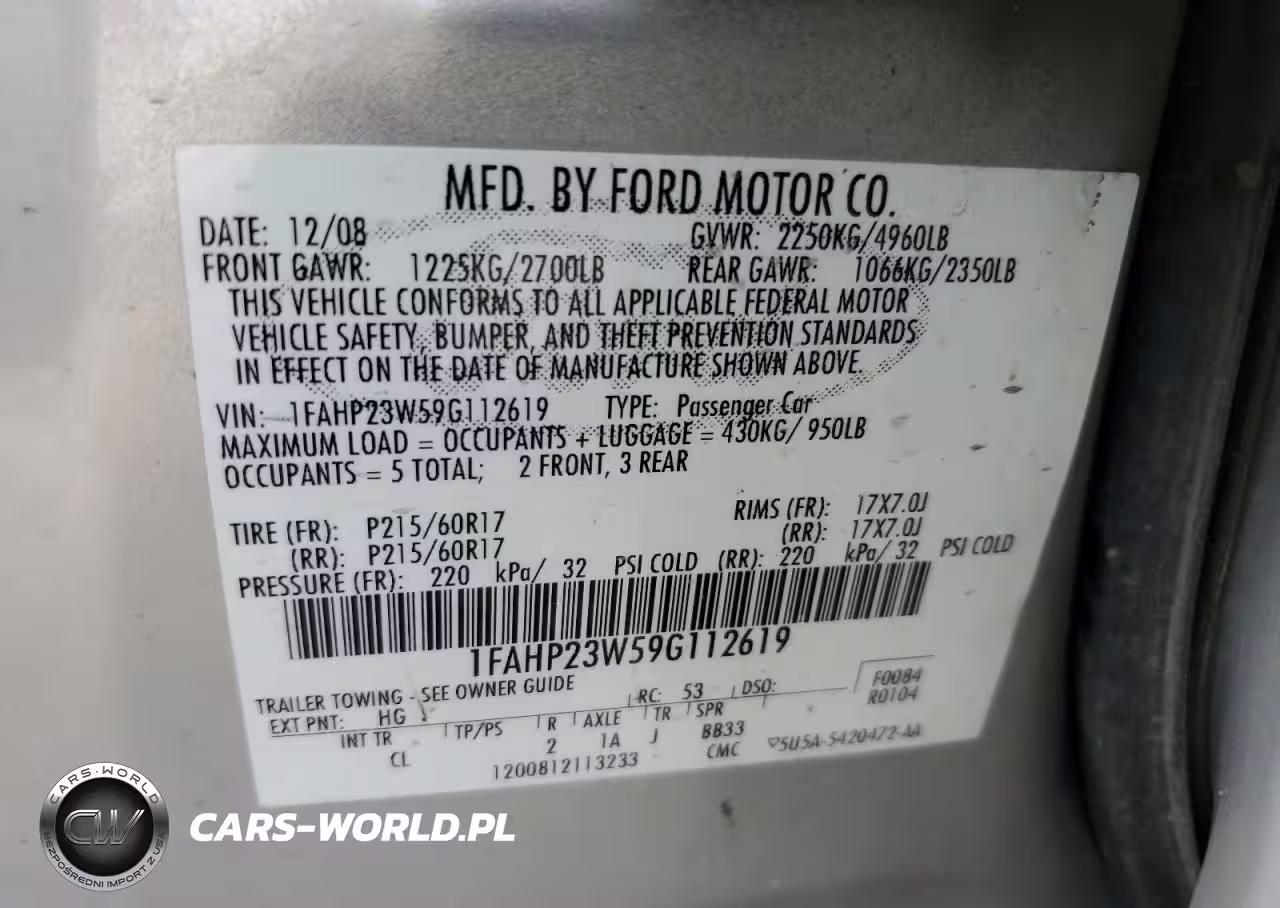 MFD. BY FORD MOTOR CO.
DATE: 12/08 GVWR: 2250KG/4960LB
FRONT GAWR: 1225KG/2700LB REAR GAWR: 1066KG/2350LB
THIS VEHICLE CONFORMS TO ALL APPLICABLE FEDERAL MOTOR
VEHICLE SAFETY, BUMPER, AND THEFT PREVENTION STANDARDS
IN EFFECT ON THE DATE OF MANUFACTURE SHOWN ABOVE.
VIN: 1FAHP23W59G112619 TYPE: Passenger Car
MAXIMUM LOAD = OCCUPANTS + LUGGAGE = 430KG/ 950LB
OCCUPANTS = 5 TOTAL; 2 FRONT, 3 REAR
TIRE (FR): P215/60R17 RIMS (FR): 17X7.0J
(RR): P215/60R17 (RR): 17X7.0J
PRESSURE (FR): 220 kPa/ 32 PSI COLD (RR): 220 kPa/ 32 PSI COLD
1FAHP23W59G112619
TRAILER TOWING - SEE OWNER GUIDE F0084
EXT PNT: HG RC: 53 DSO: R0104
INT TR TP/PS R AXLE TR SPR
CL 2 1A J BB33
1200812113233 CMC 5U5A-5420472-AA
CARS-WORLD
CW
BEZPOŚREDNI IMPORT Z USA
CARS-WORLD.PL